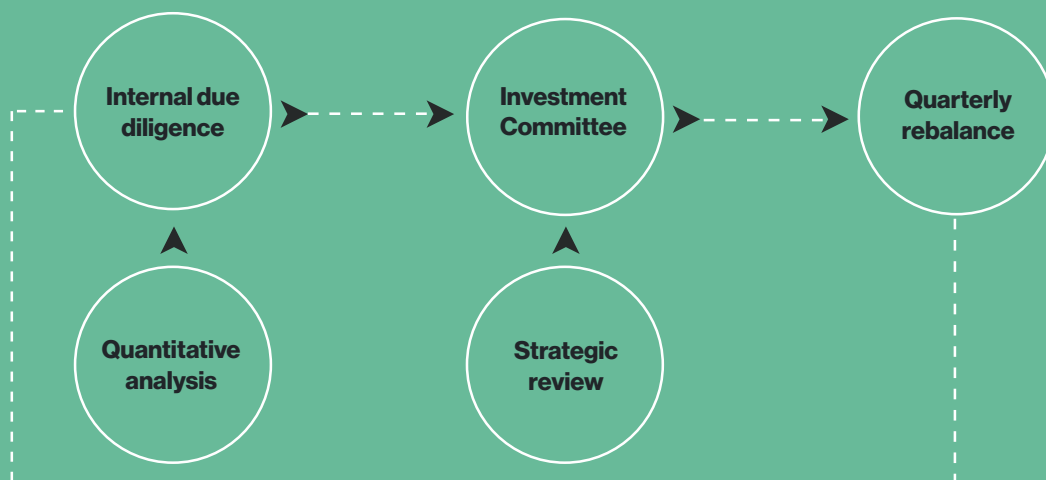 Internal due
diligence
Investment
Committee
Quarterly
rebalance
Quantitative
analysis
Strategic
review